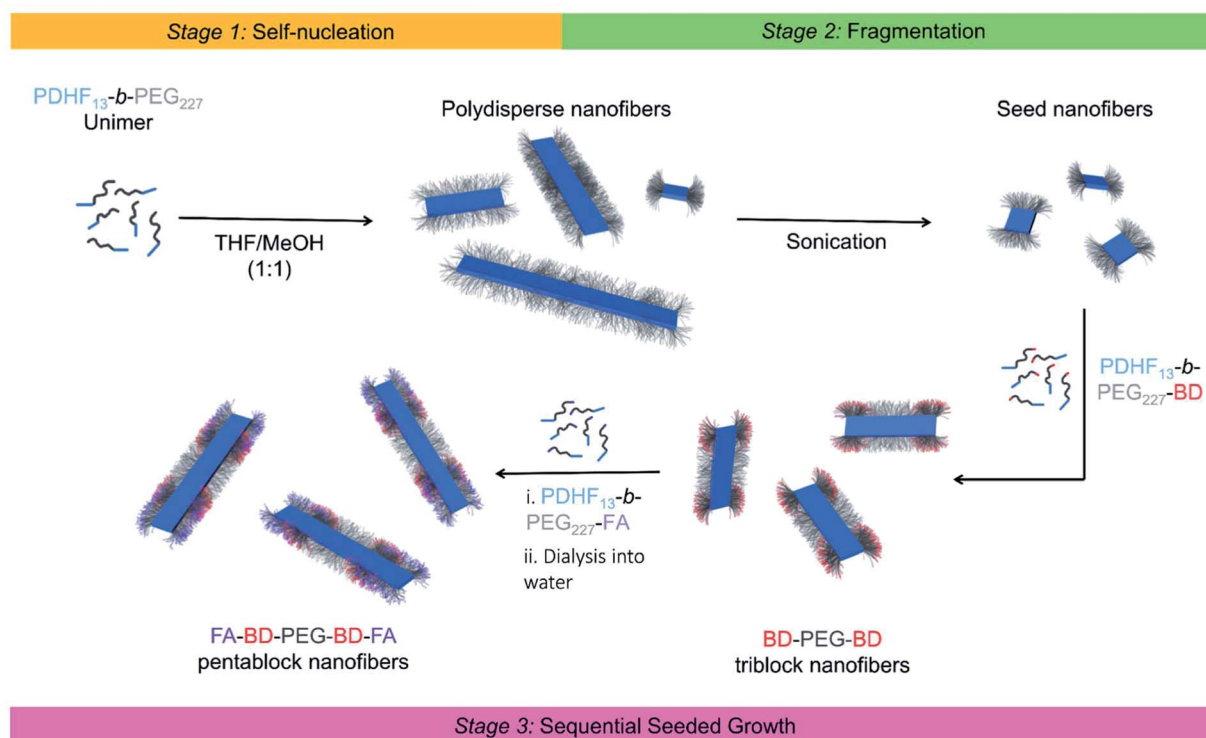 Stage 1: Self-nucleation
Stage 2: Fragmentation
PDHF₁₃-b-PEG₂₂₇
Unimer
THF/MeOH
(1:1)
Polydisperse nanofibers
Sonication
Seed nanofibers
PDHF₁₃-b-
PEG₂₂₇-BD
BD-PEG-BD
triblock nanofibers
i. PDHF₁₃-b-
PEG₂₂₇-FA
ii. Dialysis into
water
FA-BD-PEG-BD-FA
pentablock nanofibers
Stage 3: Sequential Seeded Growth